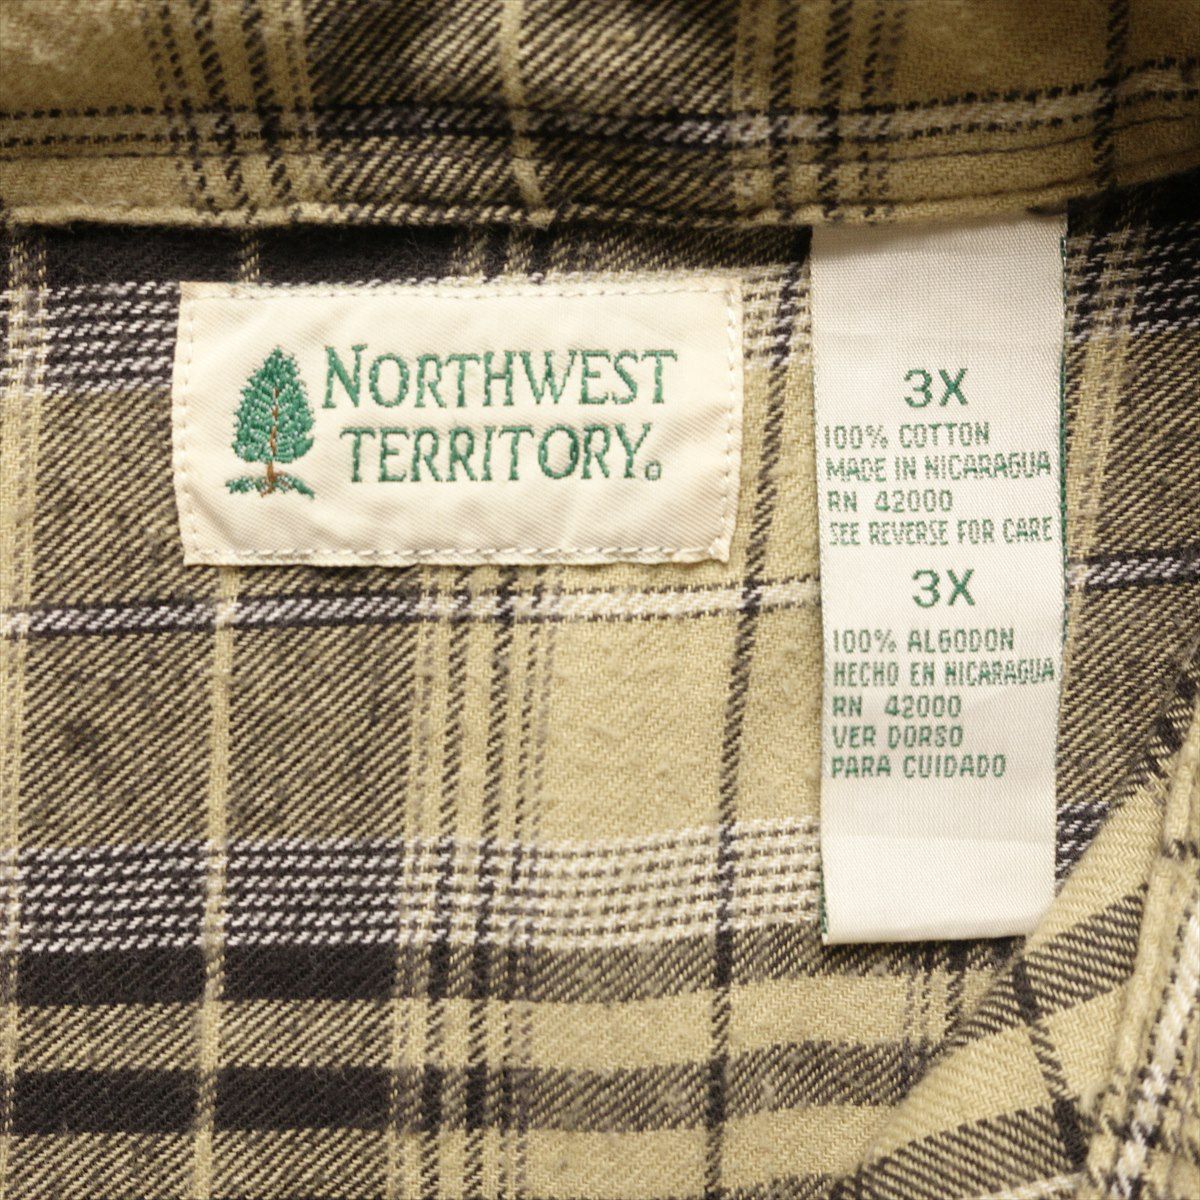 NORTHWEST
TERRITORY
3X
100% COTTON
MADE IN NICARAGUA
RN 42000
SEE REVERSE FOR CARE
3X
100% ALGODON
HECHO EN NICARAGUA
RN 42000
VER DORSO
PARA CUIDADO